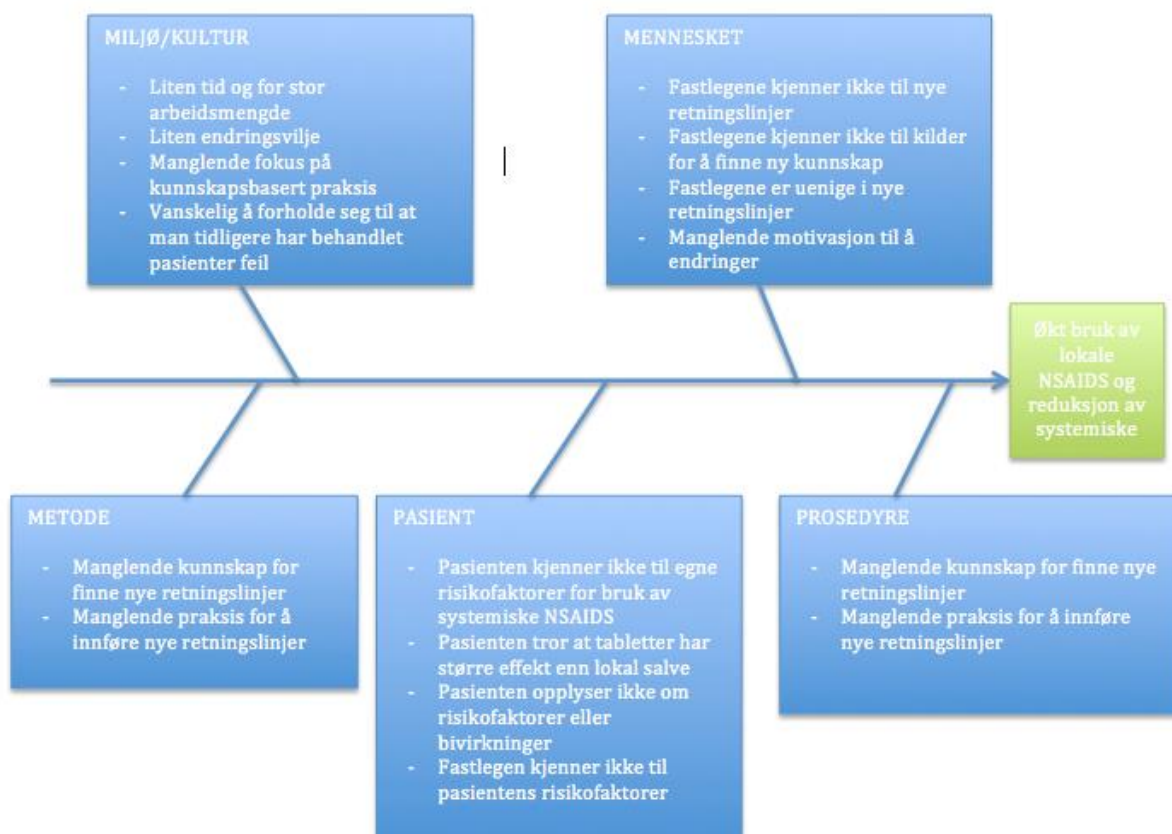 MILJØ/KULTUR
- Liten tid og for stor
arbeidsmengde
- Liten endringsvilje
- Manglende fokus på
kunnskapsbasert praksis
- Vanskelig å forholde seg til at
man tidligere har behandlet
pasienter feil
MENNESKET
- Fastlegene kjenner ikke til nye
retningslinjer
- Fastlegene kjenner ikke til kilder
for å finne ny kunnskap
- Fastlegene er uenige i nye
retningslinjer
- Manglende motivasjon til å
endringer
Økt bruk av
lokale
NSAIDS og
reduksjon av
systemiske
METODE
- Manglende kunnskap for
finne nye retningslinjer
- Manglende praksis for å
innføre nye retningslinjer
PASIENT
- Pasienten kjenner ikke til egne
risikofaktorer for bruk av
systemiske NSAIDS
- Pasienten tror at tabletter har
større effekt enn lokal salve
- Pasienten opplyser ikke om
risikofaktorer eller
bivirkninger
- Fastlegen kjenner ikke til
pasientens risikofaktorer
PROSEDYRE
- Manglende kunnskap for finne nye
retningslinjer
- Manglende praksis for å innføre
nye retningslinjer